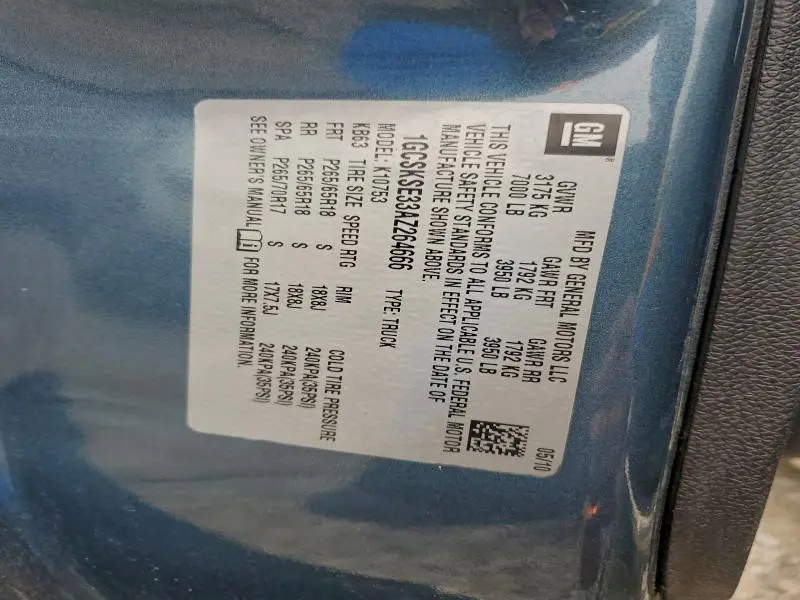 GM®
MFD BY GENERAL MOTORS LLC 05/10
GVWR GAWR FRT GAWR RR
3175 KG 1792 KG 1792 KG
7000 LB 3950 LB 3950 LB
THIS VEHICLE CONFORMS TO ALL APPLICABLE U.S. FEDERAL MOTOR
VEHICLE SAFETY STANDARDS IN EFFECT ON THE DATE OF
MANUFACTURE SHOWN ABOVE.
1GCSKSE33AZ264666 TYPE: TRUCK
MODEL: K10753
KB63 TIRE SIZE SPEED RTG RIM COLD TIRE PRESSURE
FRT P265/65R18 S 18X8J 240KPA(35PSI)
RR P265/65R18 S 18X8J 240KPA(35PSI)
SPA P265/70R17 S 17X7.5J 240KPA(35PSI)
SEE OWNER'S MANUAL FOR MORE INFORMATION.